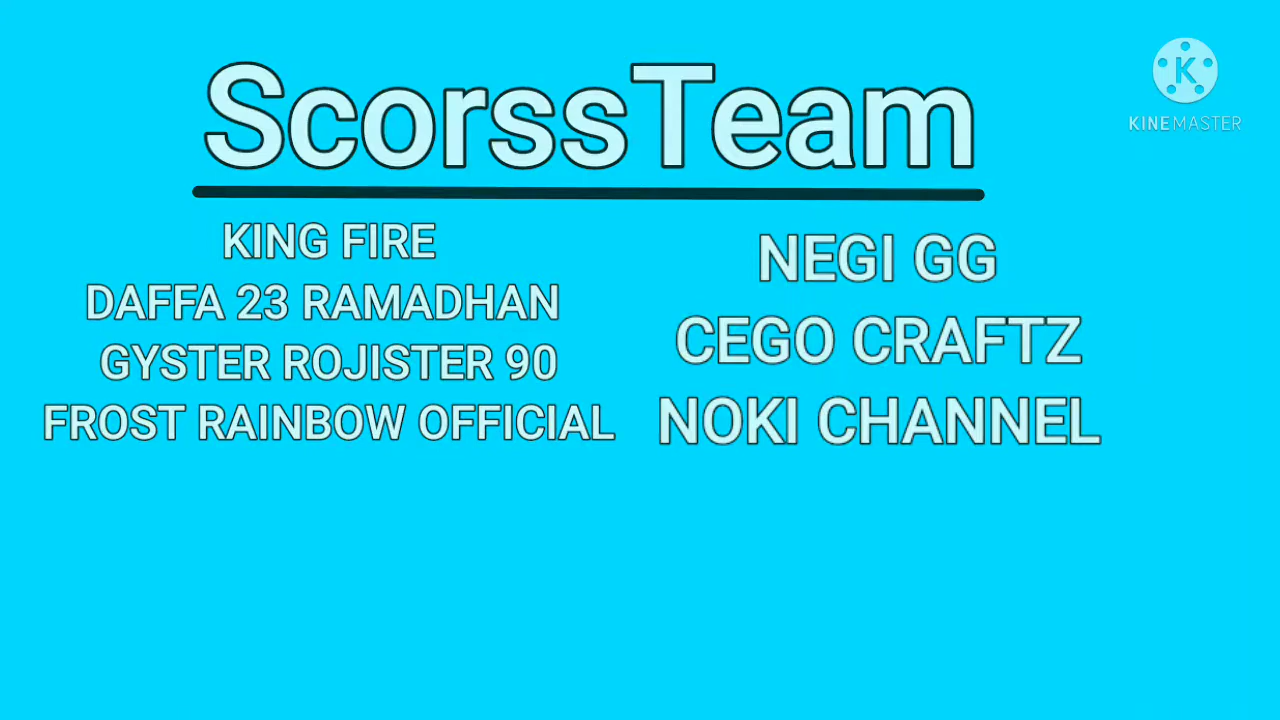 ScorssTeam
K
KINEMASTER
KING FIRE
DAFFA 23 RAMADHAN
GYSTER ROJISTER 90
FROST RAINBOW OFFICIAL
NEGI GG
CEGO CRAFTZ
NOKI CHANNEL